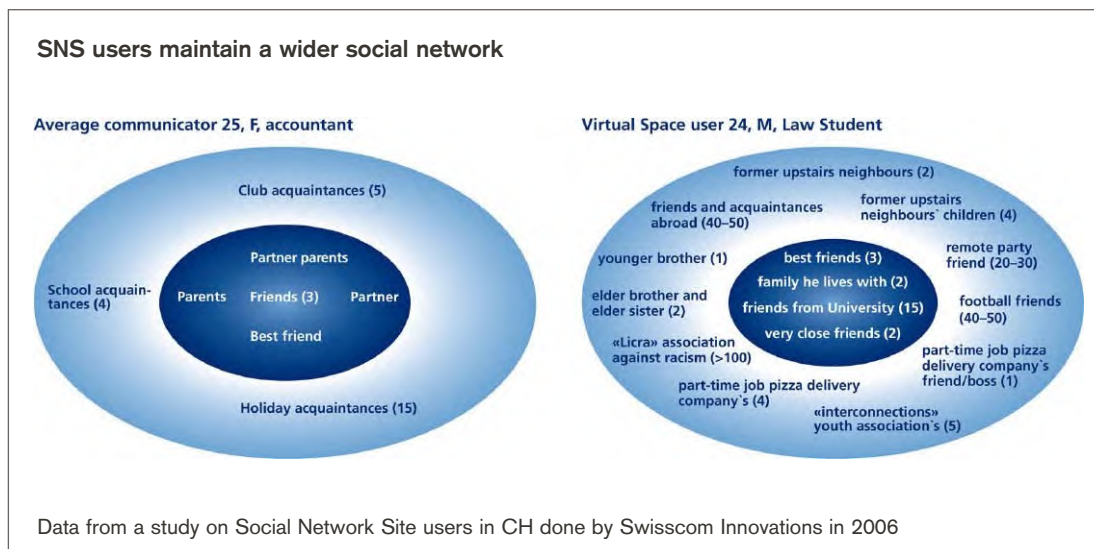 SNS users maintain a wider social network
Average communicator 25, F, accountant
Club acquaintances (5)
Partner parents
School acquain-
tances (4)
Parents
Friends (3)
Partner
Best friend
Holiday acquaintances (15)
Virtual Space user 24, M, Law Student
former upstairs neighbours (2)
friends and acquaintances
abroad (40–50)
former upstairs
neighbours` children (4)
younger brother (1)
best friends (3)
remote party
friend (20–30)
family he lives with (2)
elder brother and
elder sister (2)
friends from University (15)
football friends
(40–50)
very close friends (2)
«Licra» association
against racism (>100)
part-time job pizza
delivery company`s
friend/boss (1)
part-time job pizza delivery
company`s (4)
«interconnections»
youth association`s (5)
Data from a study on Social Network Site users in CH done by Swisscom Innovations in 2006